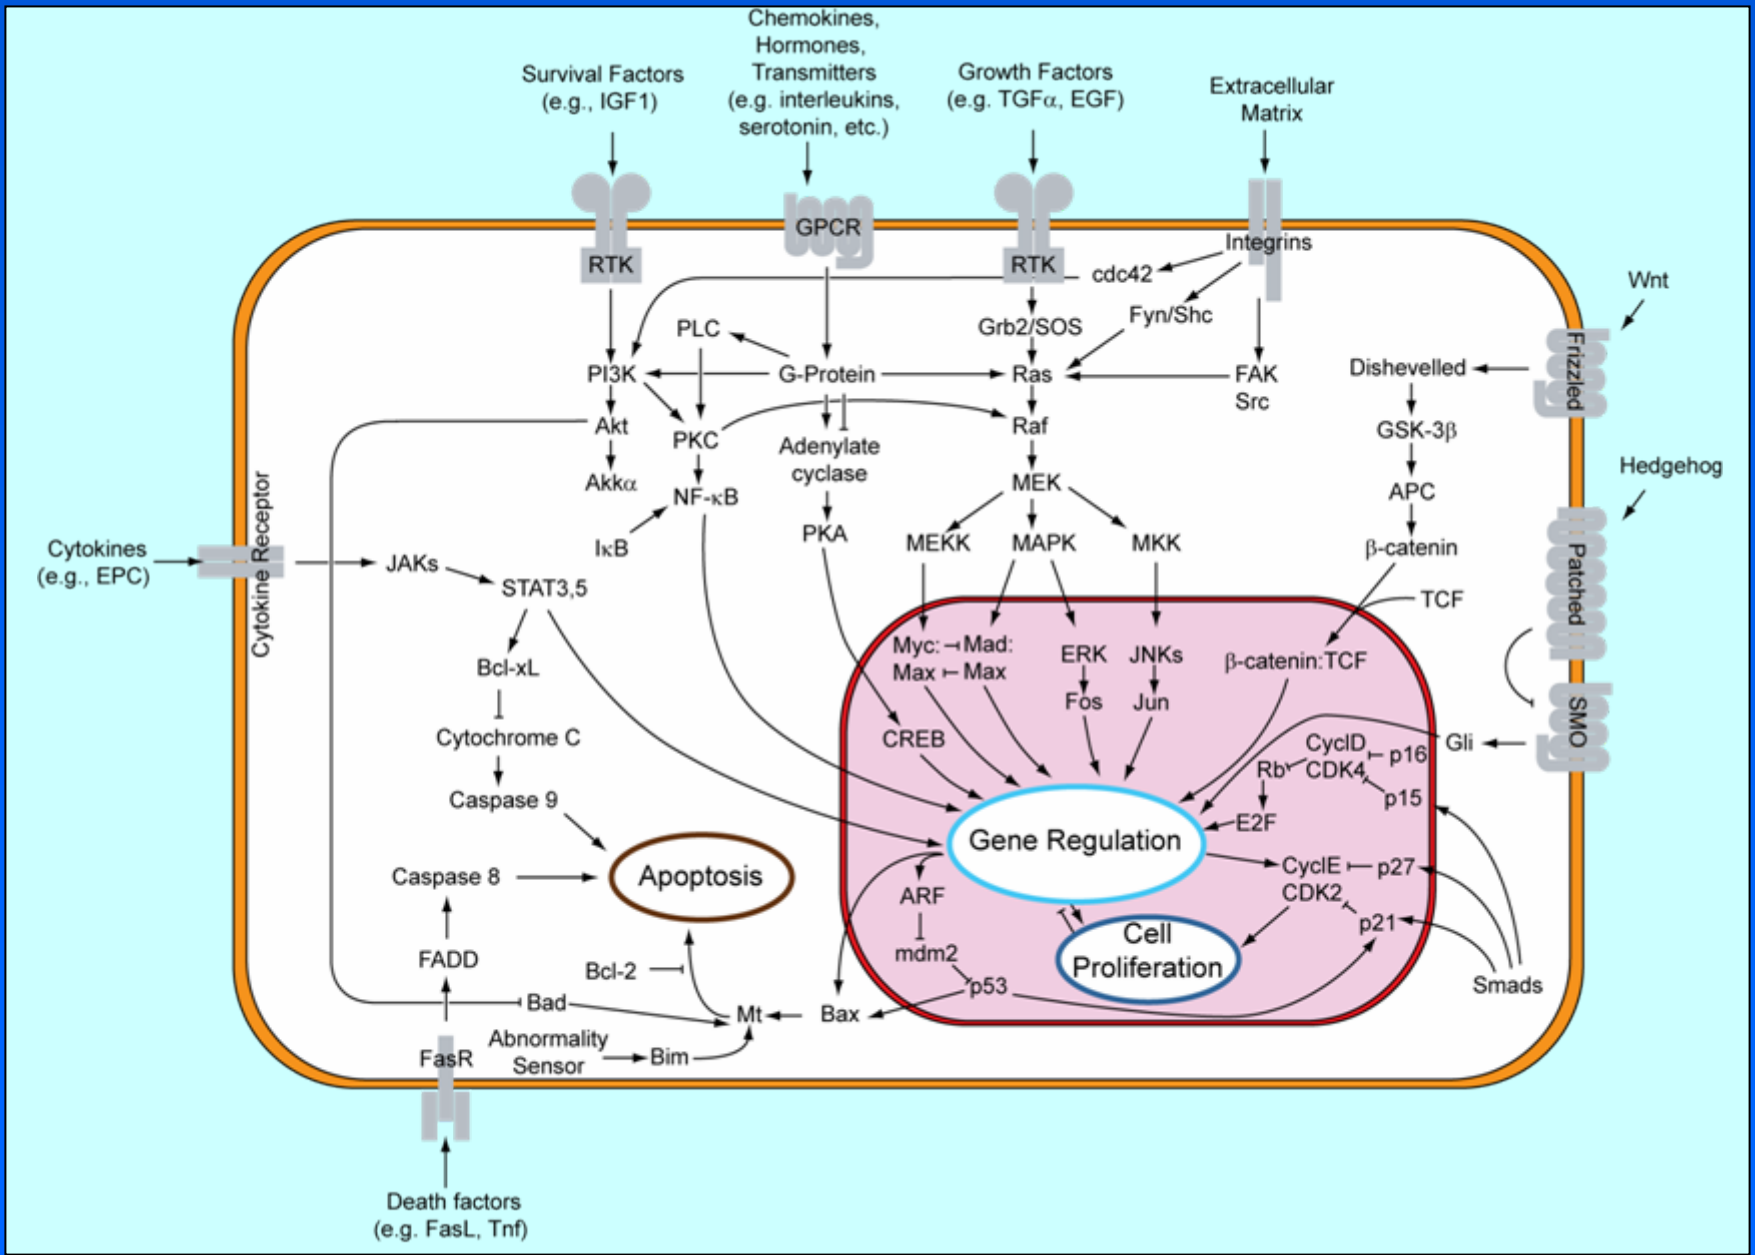 Chemokines,
Hormones,
Transmitters
(e.g. interleukins,
serotonin, etc.)
Survival Factors
(e.g., IGF1)
Growth Factors
(e.g. TGFα, EGF)
Extracellular
Matrix
RTK
GPCR
RTK
Integrins
cdc42
Wnt
Fyn/Shc
Grb2/SOS
PLC
Frizzled
Dishevelled
PI3K
G-Protein
Ras
FAK
Src
Akt
PKC
Raf
GSK-3β
Adenylate
cyclase
Hedgehog
Akkα
NF-κB
MEK
APC
PKA
IκB
MEKK
MAPK
MKK
β-catenin
Cytokines
(e.g., EPC)
Cytokine Receptor
JAKs
STAT3,5
TCF
Patched
Myc:
Max
Mad:
Max
ERK
JNKs
β-catenin:TCF
Bcl-xL
Fos
Jun
SMO
Cytochrome C
CREB
Gli
CyclD
CDK4
p16
Rb
p15
Caspase 9
E2F
Gene Regulation
CyclE
CDK2
p27
Caspase 8
Apoptosis
ARF
p21
Cell
Proliferation
mdm2
FADD
Bcl-2
p53
Smads
Bad
Mt
Bax
Abnormality
Sensor
Bim
FasR
Death factors
(e.g. FasL, Tnf)